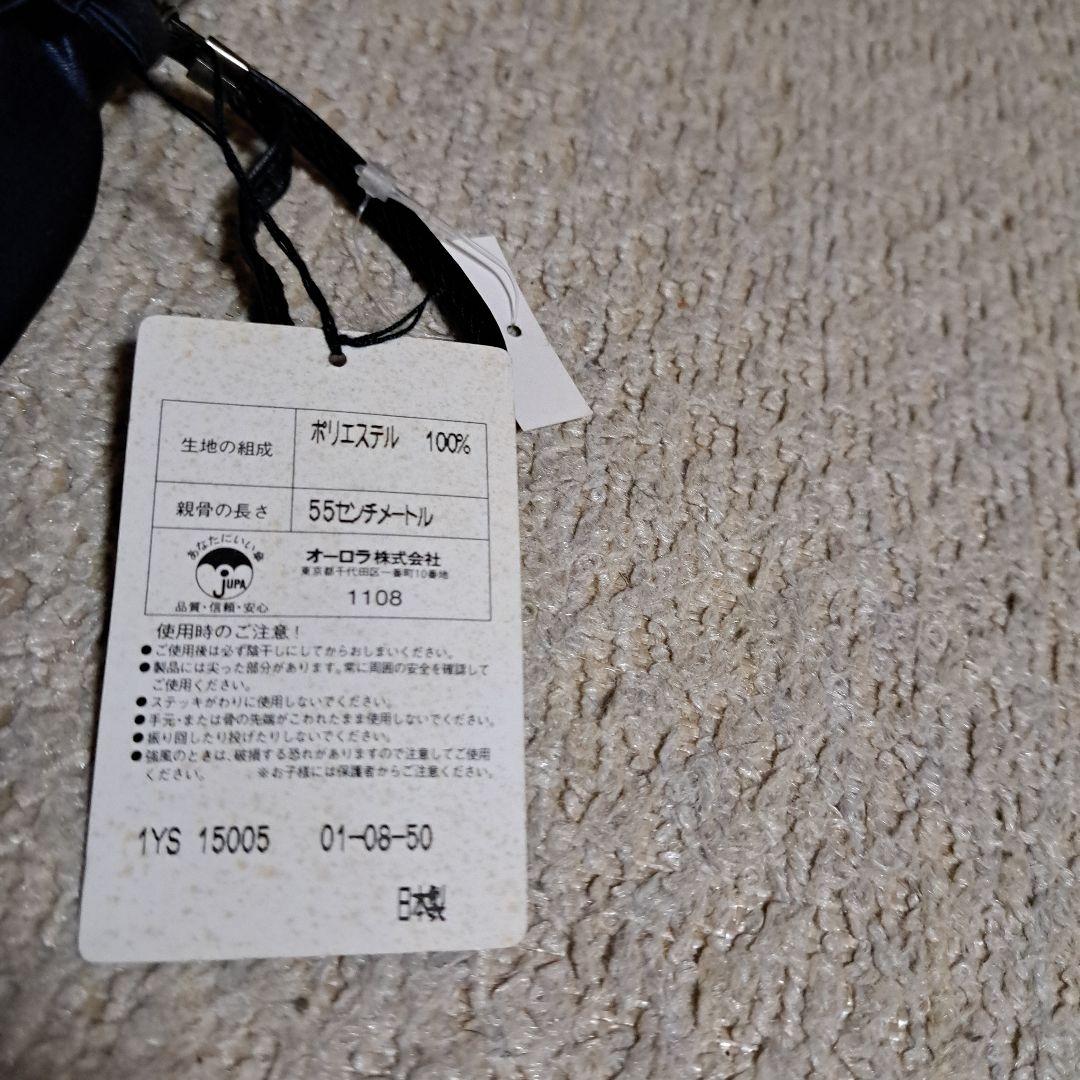 生地の組成 ポリエステル 100%
親骨の長さ 55センチメートル
あなたにいい傘
JUPA
品質・信頼・安心
オーロラ株式会社
東京都千代田区一番町10番地
1108
使用時のご注意!
●ご使用後は必ず陰干しにしてからおしまいください。
●製品には尖った部分があります。常に周囲の安全を確認して
ご使用ください。
●ステッキがわりに使用しないでください。
●手元・または骨の先端がこわれたまま使用しないでください。
●振り回したり投げたりしないでください。
●強風のときは、破損する恐れがありますので注意してご使用
ください。 ※お子様には保護者からご注意ください。
1YS 15005 01-08-50
日本製